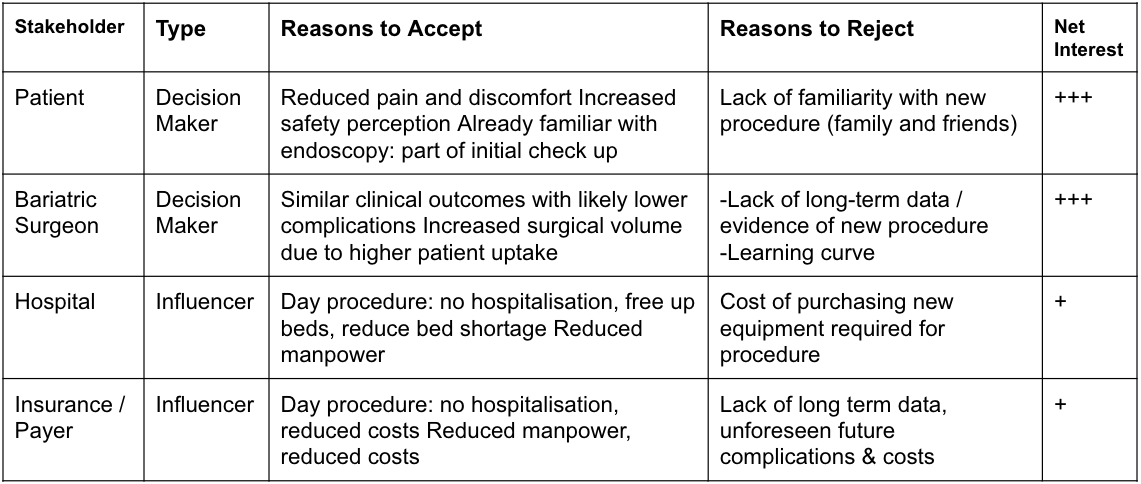 Stakeholder Type Reasons to Accept Reasons to Reject Net
Interest
Patient
Decision
Maker
Reduced pain and discomfort Increased
safety perception Already familiar with
endoscopy: part of initial check up
Lack of familiarity with new
procedure (family and friends)
+++
Bariatric
Surgeon
Decision
Maker
Similar clinical outcomes with likely lower
complications Increased surgical volume
due to higher patient uptake
-Lack of long-term data /
evidence of new procedure
-Learning curve
+++
Hospital
Influencer
Day procedure: no hospitalisation, free up
beds, reduce bed shortage Reduced
manpower
Cost of purchasing new
equipment required for
procedure
+
Insurance /
Payer
Influencer
Day procedure: no hospitalisation,
reduced costs Reduced manpower,
reduced costs
Lack of long term data,
unforeseen future
complications & costs
+